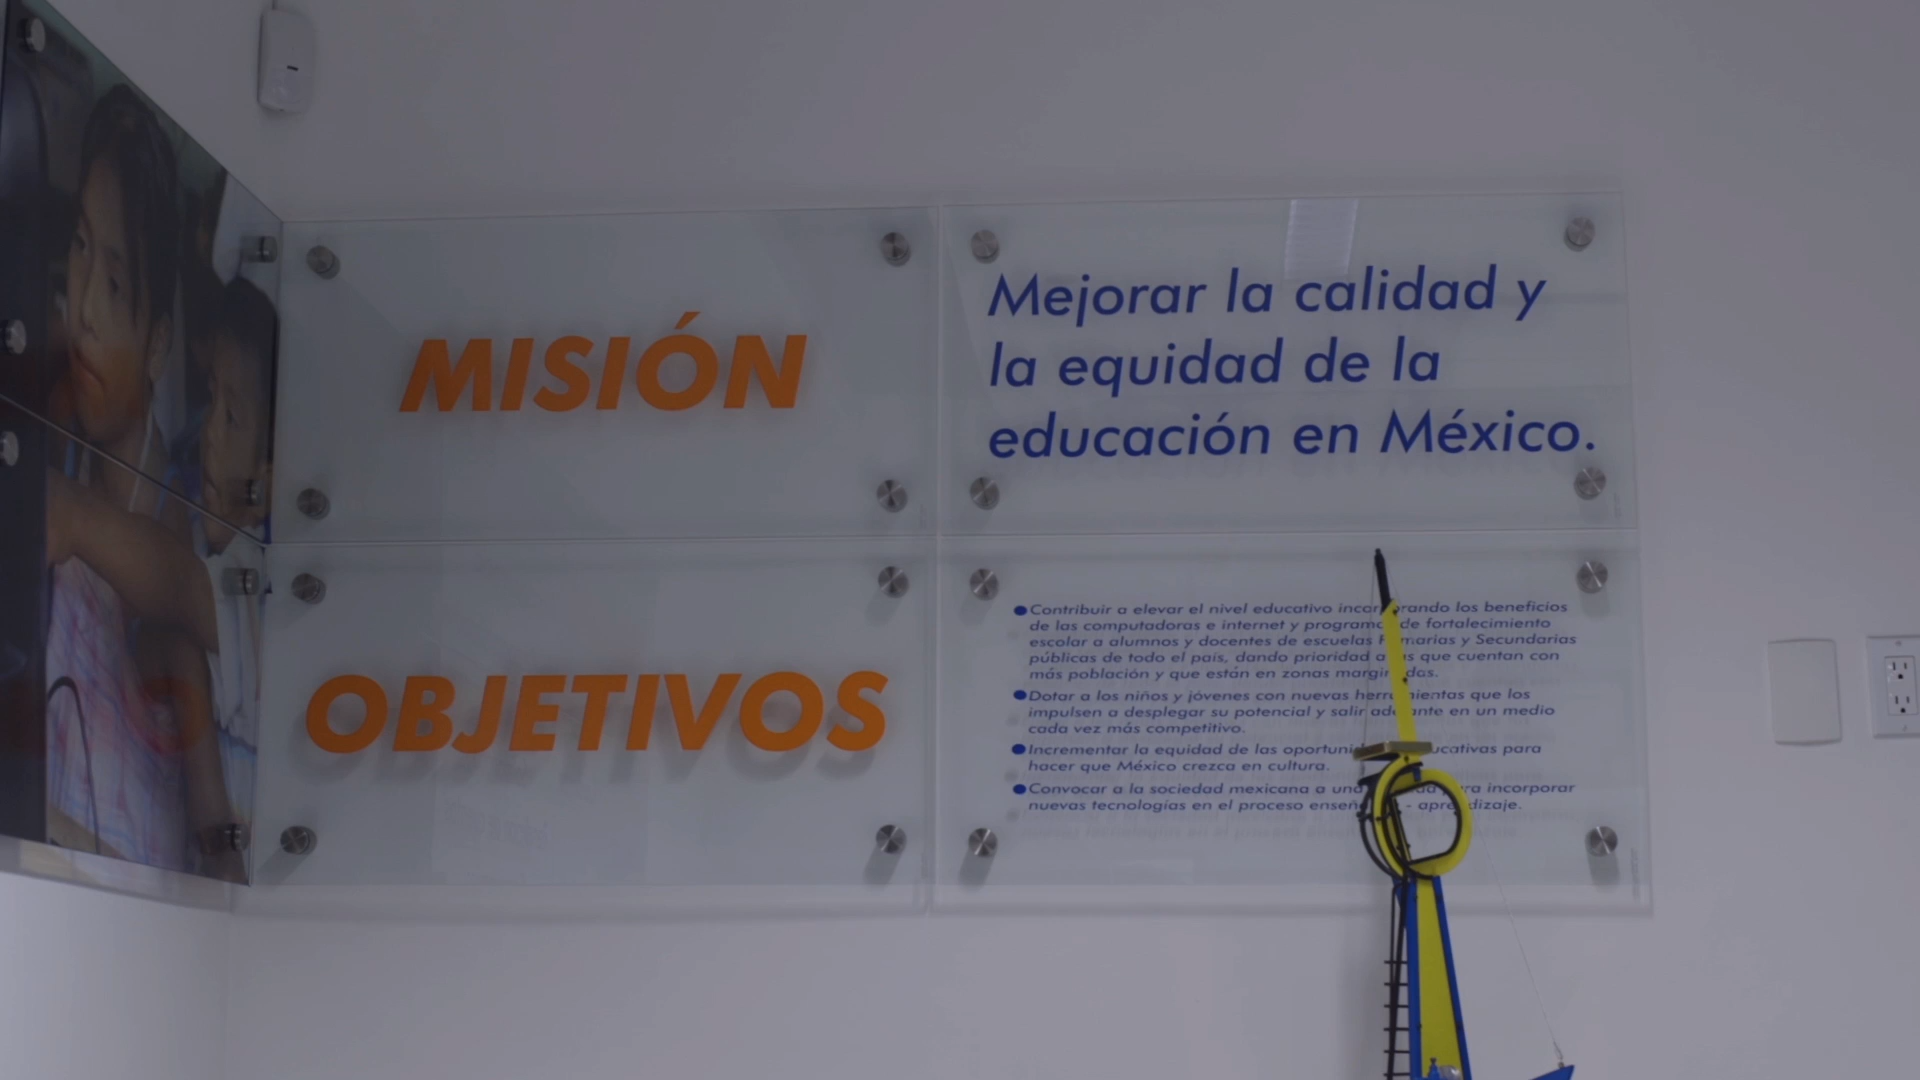 MISIÓN
Mejorar la calidad y
la equidad de la
educación en México.
OBJETIVOS
●Contribuir a elevar el nivel educativo incorporando los beneficios
de las computadoras e internet y programas de fortalecimiento
escolar a alumnos y docentes de escuelas Primarias y Secundarias
públicas de todo el país, dando prioridad a las que cuentan con
más población y que están en zonas marginadas.
●Dotar a los niños y jóvenes con nuevas herramientas que los
impulsen a desplegar su potencial y salir adelante en un medio
cada vez más competitivo.
●Incrementar la equidad de las oportunidades educativas para
hacer que México crezca en cultura.
●Convocar a la sociedad mexicana a una para incorporar
nuevas tecnologías en el proceso enseñanza - aprendizaje.